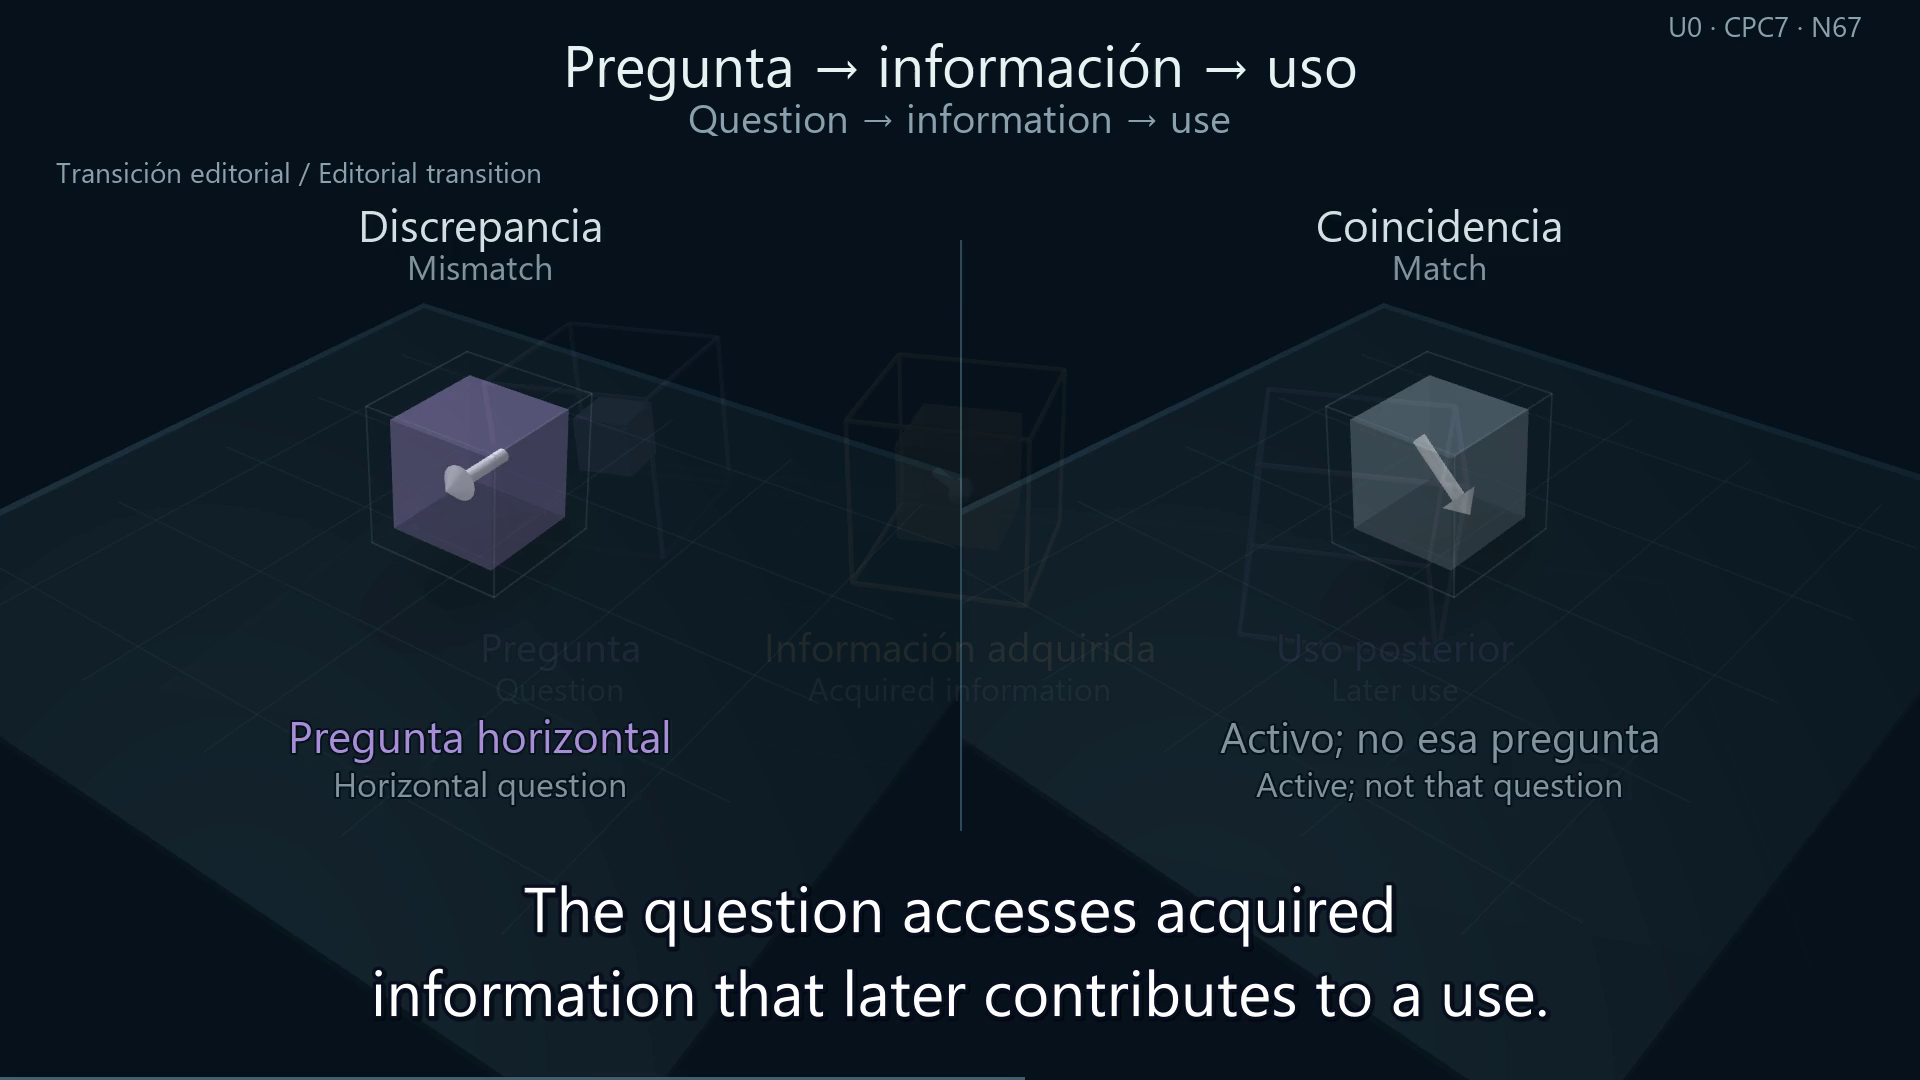 U0 · CPC7 · N67
Pregunta → información → uso
Question → information → use
Transición editorial / Editorial transition
Discrepancia
Mismatch
Coincidencia
Match
Pregunta
Question
Información adquirida
Acquired information
Uso posterior
Later use
Pregunta horizontal
Horizontal question
Activo; no esa pregunta
Active; not that question
The question accesses acquired
information that later contributes to a use.